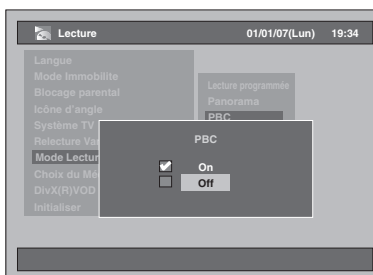 Lecture 01/01/07(Lun) 19:34
Langue
Mode Immobilite
Blocage parental
Icône d'angle
Système TV
Relecture Var
Mode Lectur
Choix du Mé
DivX(R)VOD
Initialiser
Lecture programmée
Panorama
PBC
PBC
On
Off